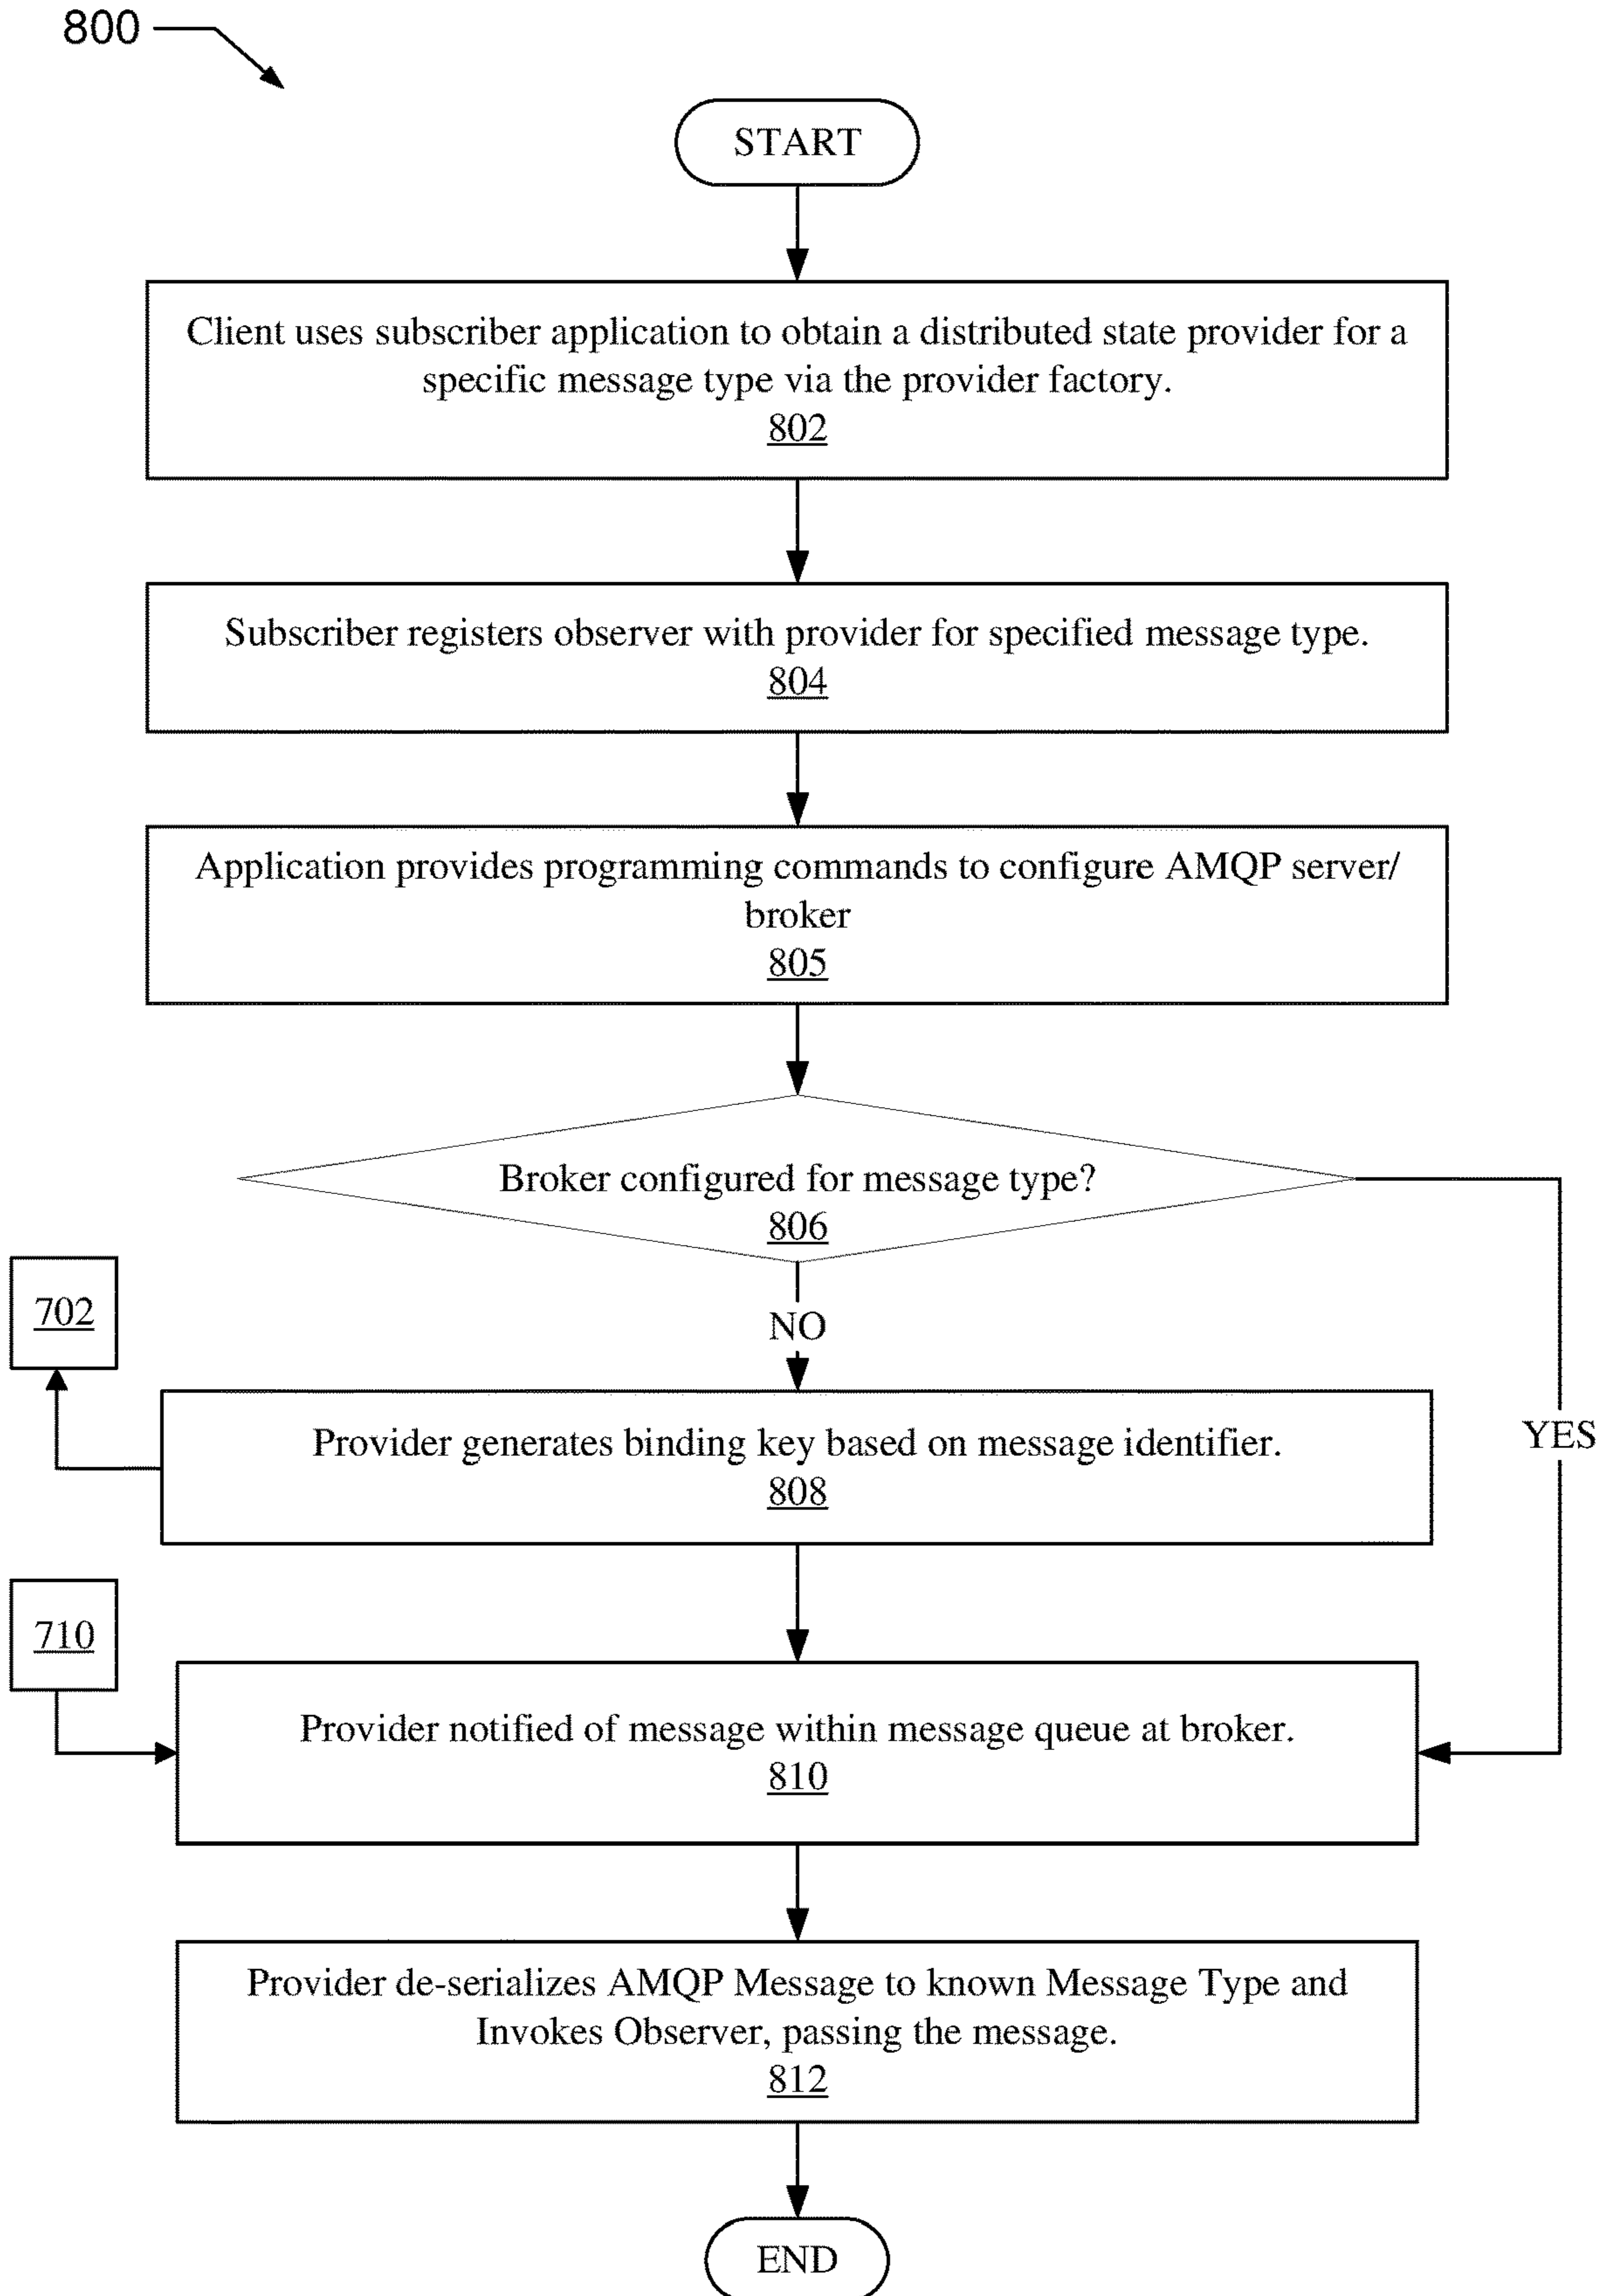 800
START
Client uses subscriber application to obtain a distributed state provider for a
specific message type via the provider factory.
802
Subscriber registers observer with provider for specified message type.
804
Application provides programming commands to configure AMQP server/
broker
805
Broker configured for message type?
806
702
NO
YES
Provider generates binding key based on message identifier.
808
710
Provider notified of message within message queue at broker.
810
Provider de-serializes AMQP Message to known Message Type and
Invokes Observer, passing the message.
812
END